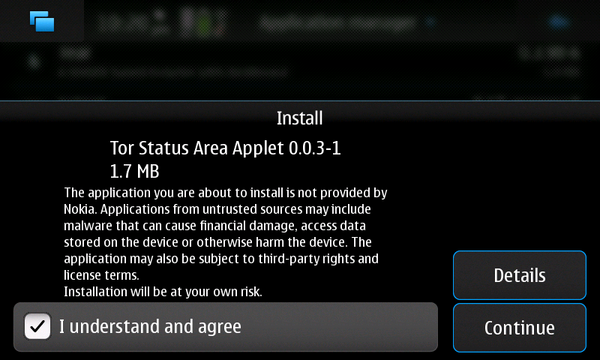 10:20
Application manager
Install
Tor Status Area Applet 0.0.3-1
1.7 MB
The application you are about to install is not provided by
Nokia. Applications from untrusted sources may include
malware that can cause financial damage, access data
stored on the device or otherwise harm the device. The
application may also be subject to third-party rights and
license terms.
Installation will be at your own risk.
I understand and agree
Details
Continue